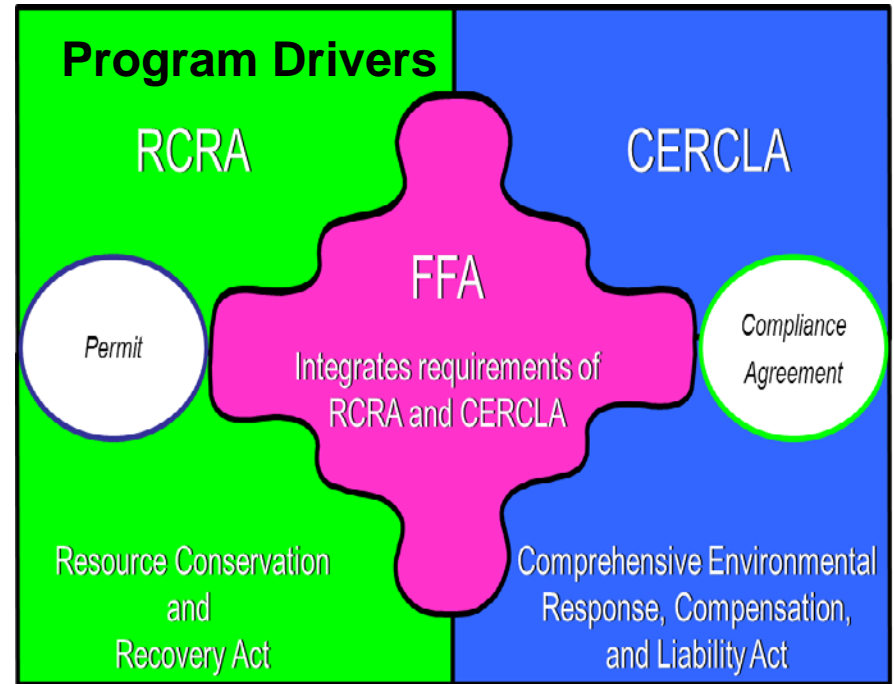 Program Drivers
RCRA
CERCLA
FFA
Integrates requirements of
RCRA and CERCLA
Permit
Compliance
Agreement
Resource Conservation
and
Recovery Act
Comprehensive Environmental
Response, Compensation,
and Liability Act